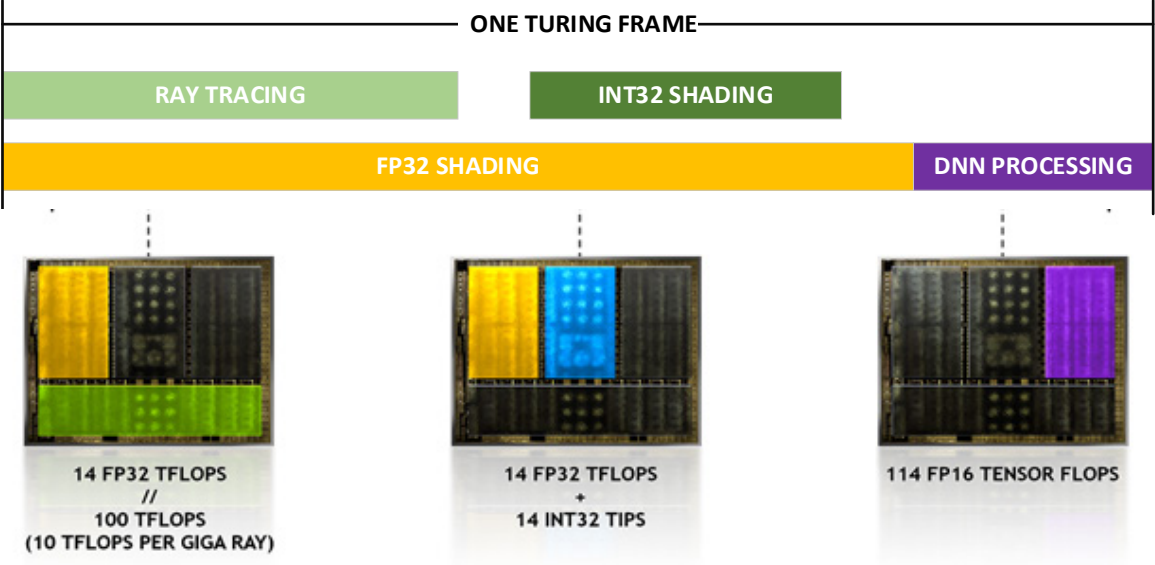 ONE TURING FRAME
RAY TRACING
INT32 SHADING
FP32 SHADING
DNN PROCESSING
14 FP32 TFLOPS
//
100 TFLOPS
(10 TFLOPS PER GIGA RAY)
14 FP32 TFLOPS
+
14 INT32 TIPS
114 FP16 TENSOR FLOPS